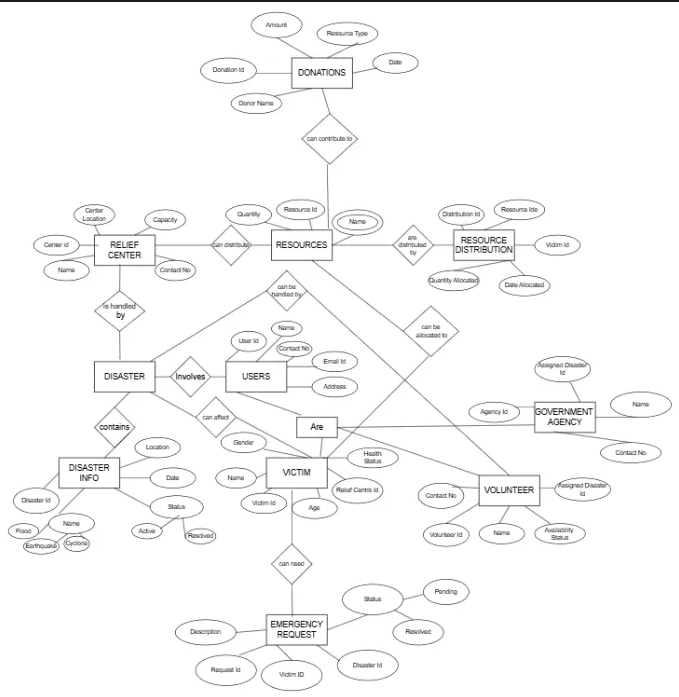 Amount
Resource Type
Donation Id
DONATIONS
Date
Donor Name
can contribute to
Center
Location
Capacity
Quantity
Resource Id
Name
Distribution Id
Resource Ide
Center id
RELIEF
CENTER
can distribute
RESOURCES
are
distributed
by
RESOURCE
DISTRIBUTION
Victim Id
Name
Contact No
Quantity Allocated
Date Allocated
can be
handled by
is handled
by
Name
User Id
Contact No
can be
allocated to
Email Id
Assigned Disaster
Id
DISASTER
Involves
USERS
Address
Agency Id
GOVERNMENT
AGENCY
Name
can affect
Are
contains
Gender
Contact No
Location
Health
Status
DISASTER
INFO
Date
Name
VICTIM
Relief Centre id
Contact No
VOLUNTEER
Assigned Disaster
Id
Disaster Id
Status
Victim Id
Age
Flood
Name
Active
Resolved
Volunteer Id
Name
Availability
Status
Earthquake
Cyclone
can need
Status
Pending
Description
EMERGENCY
REQUEST
Resolved
Request Id
Victim ID
Disaster Id